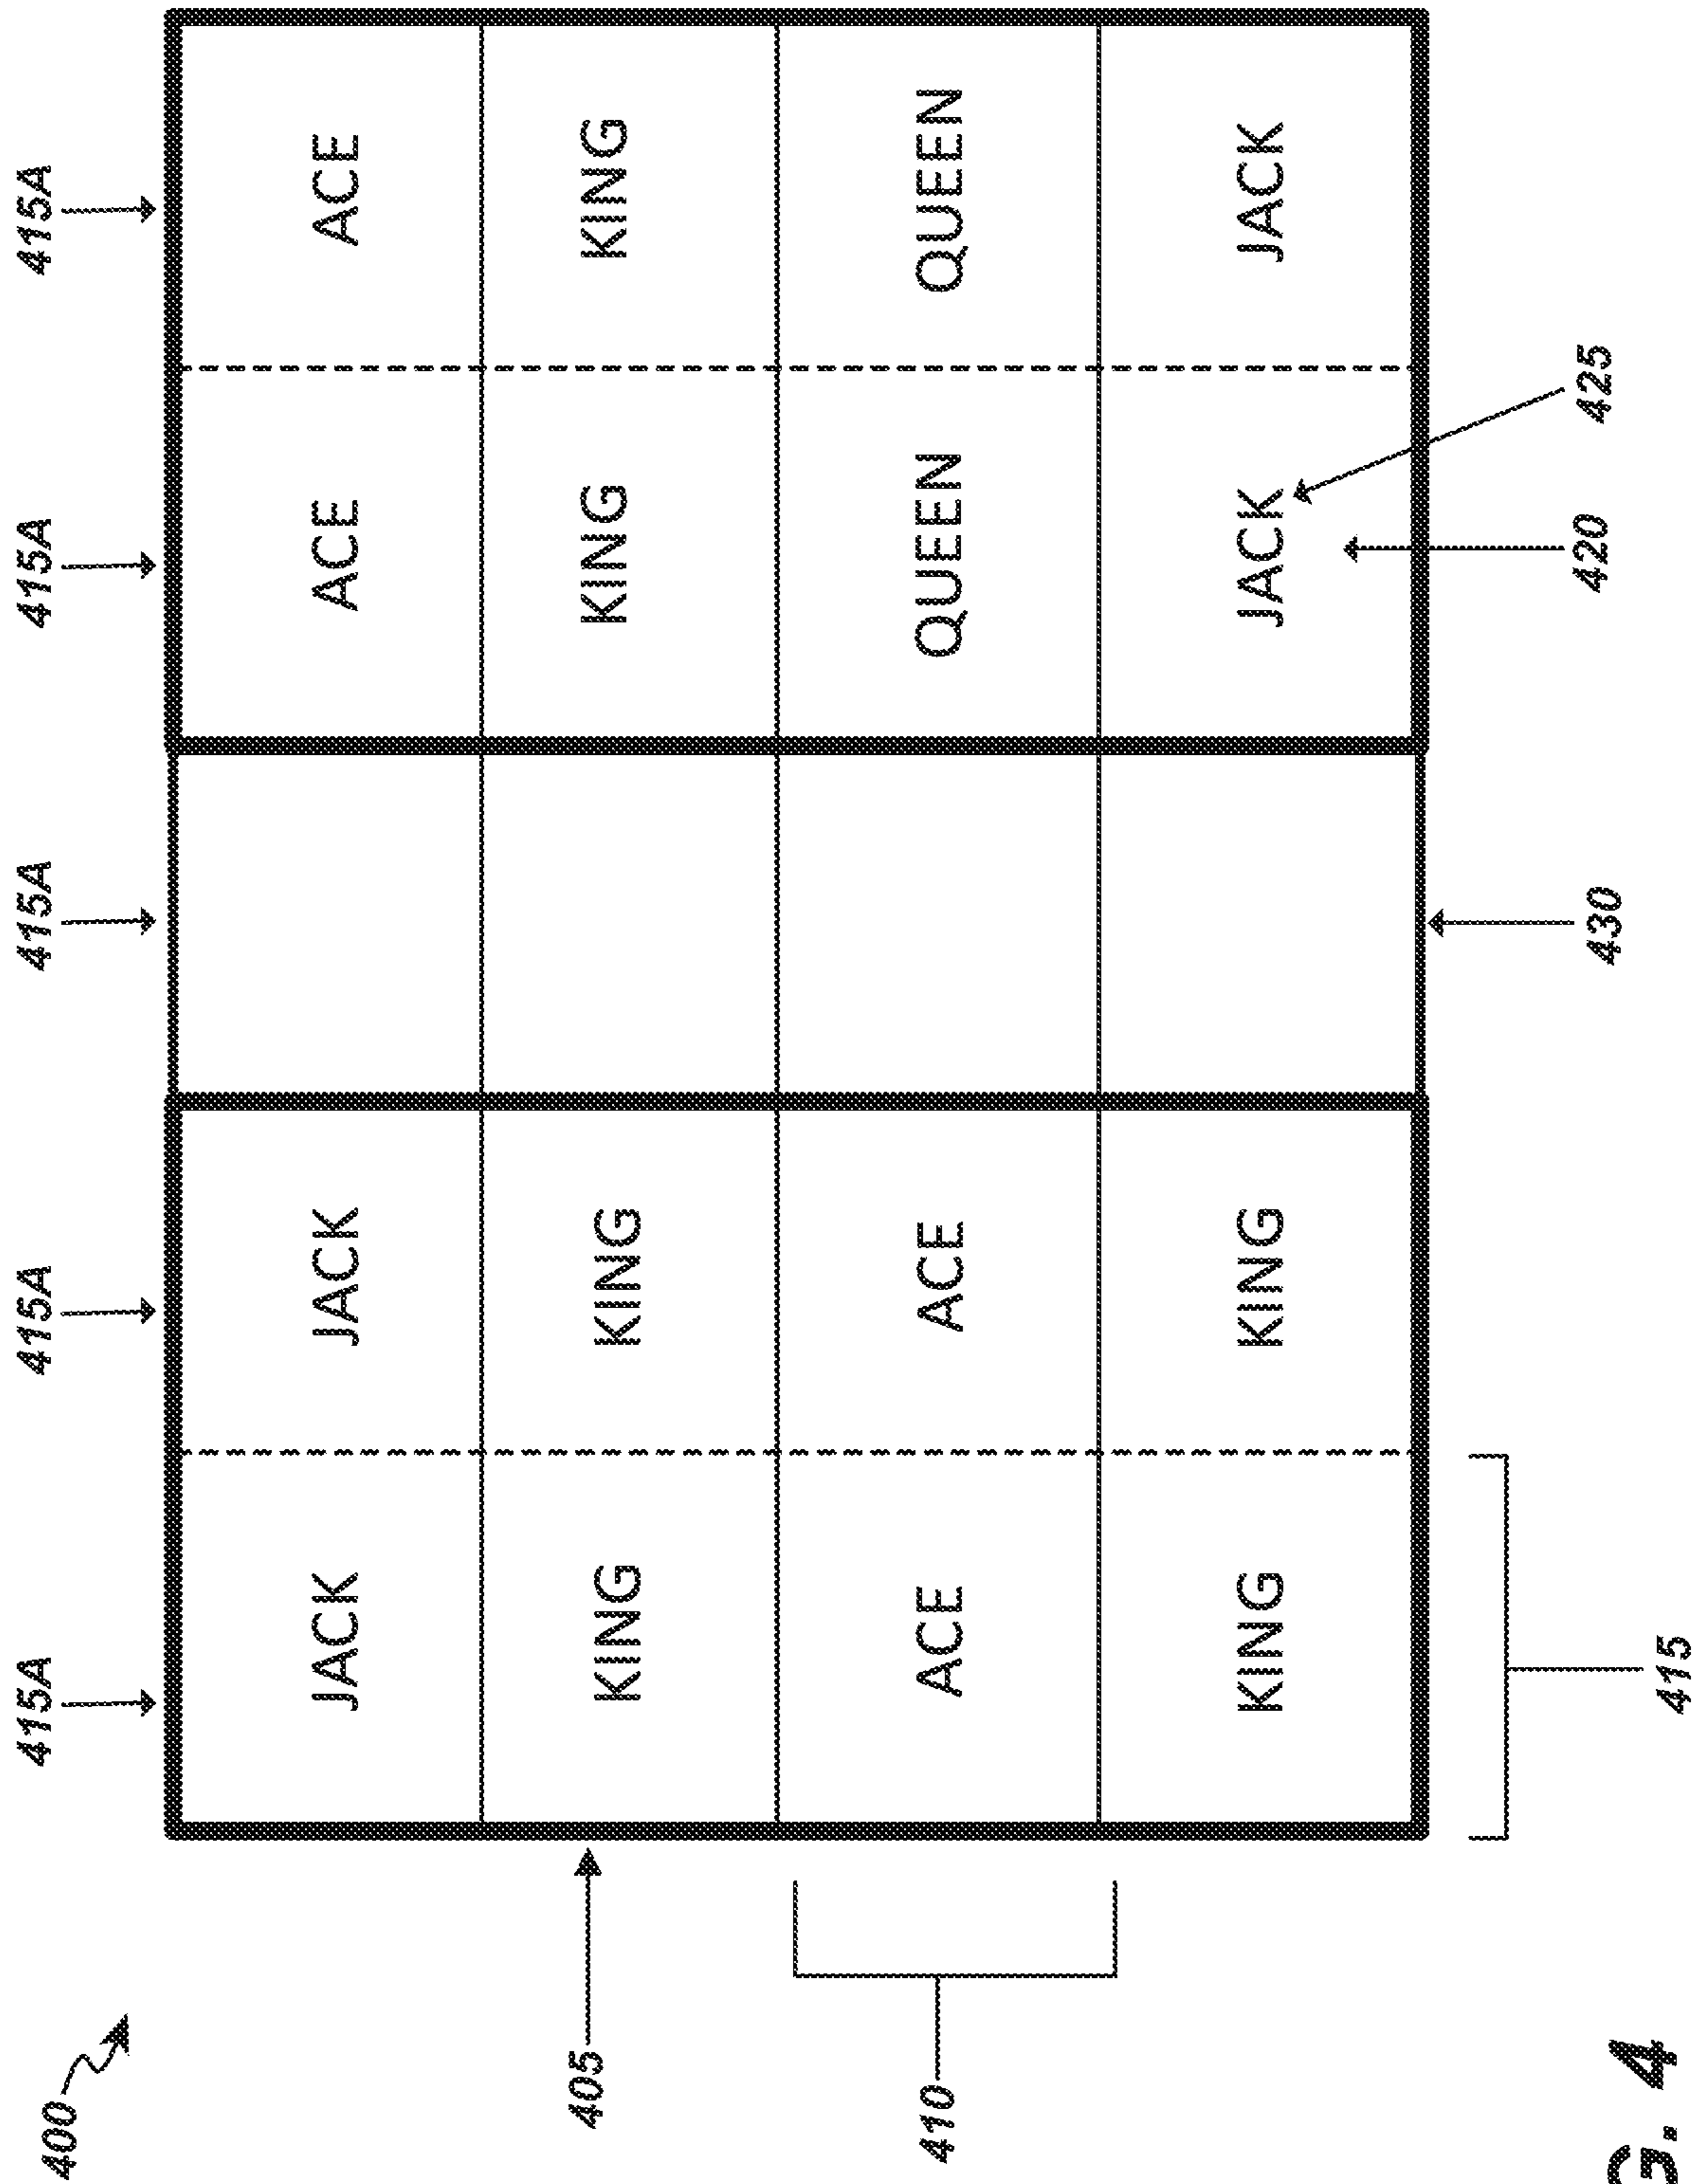 415A 415A 415A 415A 415A
400
JACK JACK ACE ACE
405 KING KING KING KING
410 ACE ACE QUEEN QUEEN
KING KING JACK JACK
430 420 425
415
G. 4